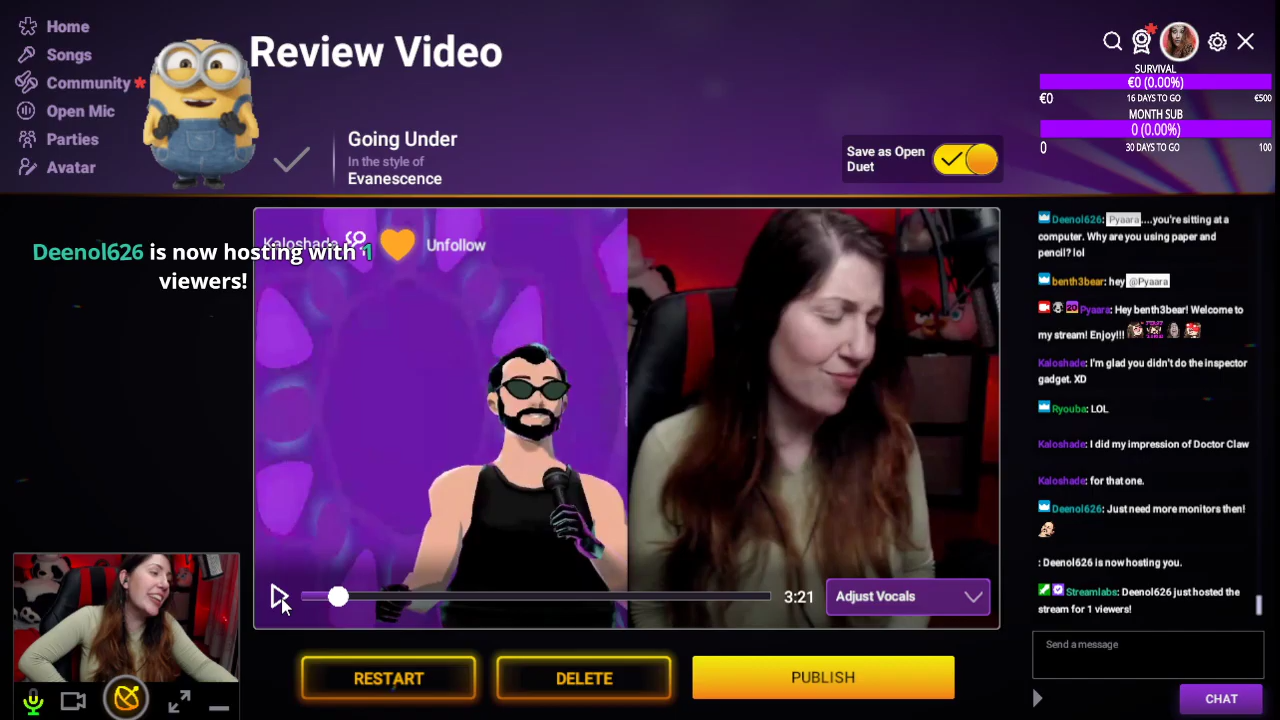 Home
Songs
Community *
Open Mic
Parties
Avatar
Review Video
Going Under
In the style of
Evanescence
Save as Open
Duet
SURVIVAL
€0 (0.00%)
€0 16 DAYS TO GO €500
MONTH SUB
0 (0.00%)
0 30 DAYS TO GO 100
Deenol626 is now hosting with 1
viewers!
Kaloshade
Unfollow
3:21
Adjust Vocals
RESTART
DELETE
PUBLISH
Deenol626: Pyaara....you're sitting at a
computer. Why are you using paper and
pencil? lol
benth3bear: hey @Pyaara
Pyaara: Hey benth3bear! Welcome to
my stream! Enjoy!!!
Kaloshade: I'm glad you didn't do the inspector
gadget. XD
Ryouba: LOL
Kaloshade: I did my impression of Doctor Claw
Kaloshade: for that one.
Deenol626: Just need more monitors then!
: Deenol626 is now hosting you.
Streamlabs: Deenol626 just hosted the
stream for 1 viewers!
Send a message
CHAT